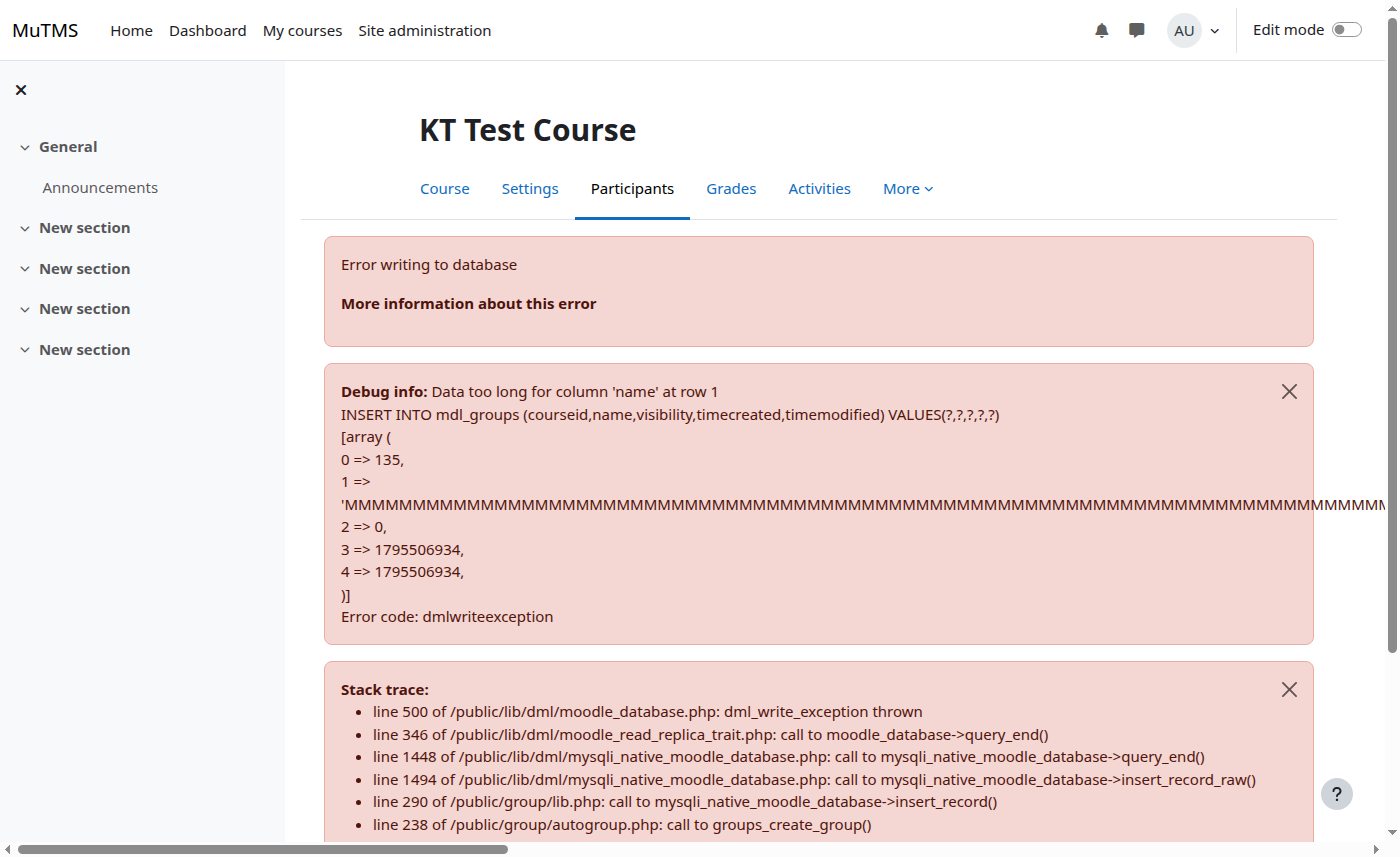 MuTMS Home Dashboard My courses Site administration AU Edit mode
General
Announcements
New section
New section
New section
New section
KT Test Course
Course Settings Participants Grades Activities More
Error writing to database
More information about this error
Debug info: Data too long for column 'name' at row 1
INSERT INTO mdl_groups (courseid,name,visibility,timecreated,timemodified) VALUES(?,?,?,?,?)
[array (
0 => 135,
1 =>
'MMMMMMMMMMMMMMMMMMMMMMMMMMMMMMMMMMMMMMMMMMMMMMMMMMMMMMMMMMMMMMMMMMMMMMMMMMMMM
2 => 0,
3 => 1795506934,
4 => 1795506934,
)]
Error code: dmlwriteexception
Stack trace:
• line 500 of /public/lib/dml/moodle_database.php: dml_write_exception thrown
• line 346 of /public/lib/dml/moodle_read_replica_trait.php: call to moodle_database->query_end()
• line 1448 of /public/lib/dml/mysqli_native_moodle_database.php: call to mysqli_native_moodle_database->query_end()
• line 1494 of /public/lib/dml/mysqli_native_moodle_database.php: call to mysqli_native_moodle_database->insert_record_raw()
• line 290 of /public/group/lib.php: call to mysqli_native_moodle_database->insert_record()
• line 238 of /public/group/autogroup.php: call to groups_create_group()
?